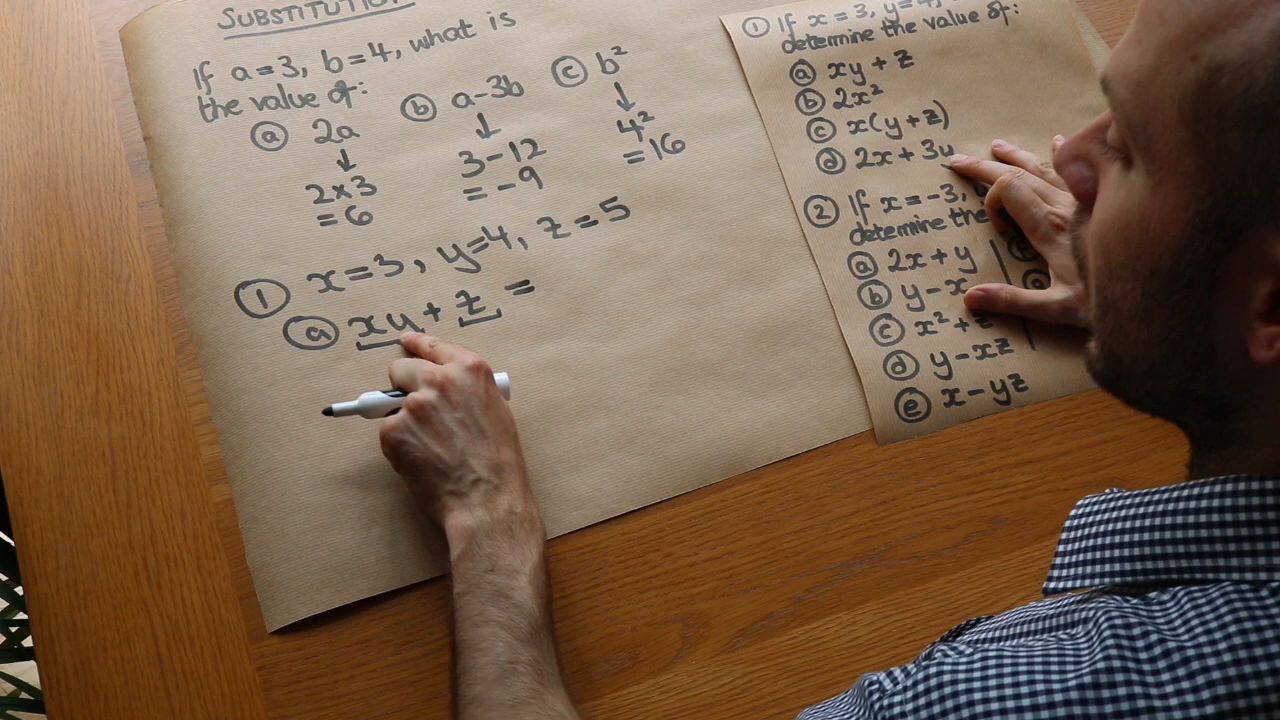 SUBSTITUTION
If a=3, b=4, what is
the value of:
(a) 2a
↓
2×3
=6
(b) a-3b
↓
3-12
=-9
(c) b²
↓
4²
=16
(1) x=3, y=4, z=5
(a) xy + z =
(1) If x=3, y=4,
determine the value of:
(a) xy + z
(b) 2x²
(c) x(y+z)
(d) 2x + 3y
(2) If x=-3,
detemine the
(a) 2x + y
(b) y-x
(c) x² + z
(d) y-xz
(e) x-yz